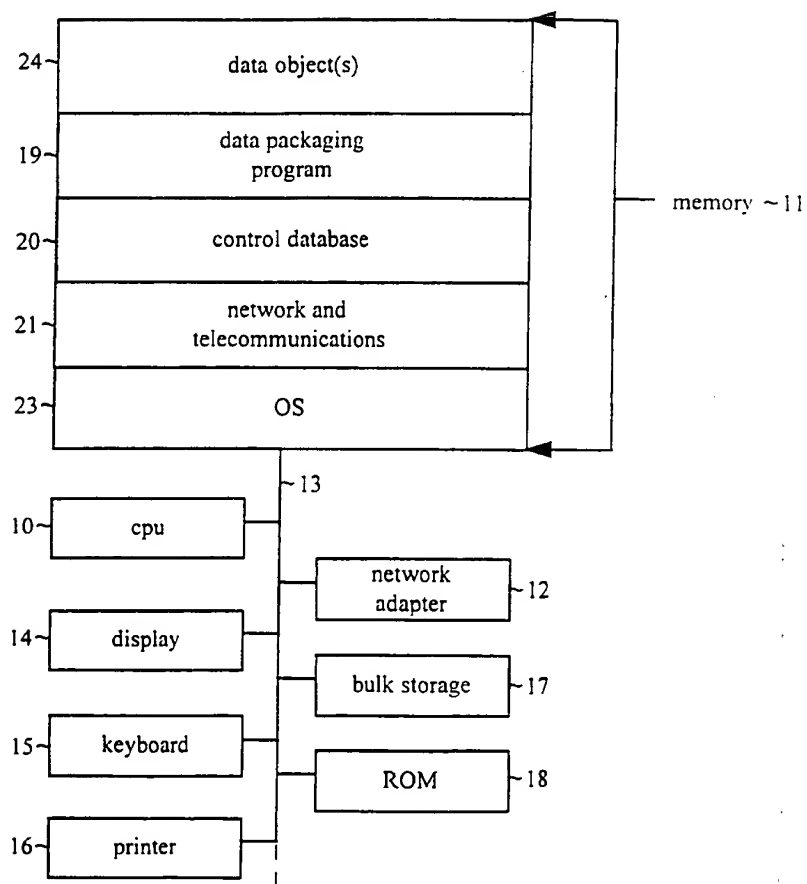 24
data object(s)
19
data packaging
program
memory ~11
20
control database
21
network and
telecommunications
23
OS
13
10
cpu
network
adapter
12
14
display
bulk storage
17
15
keyboard
ROM
18
16
printer